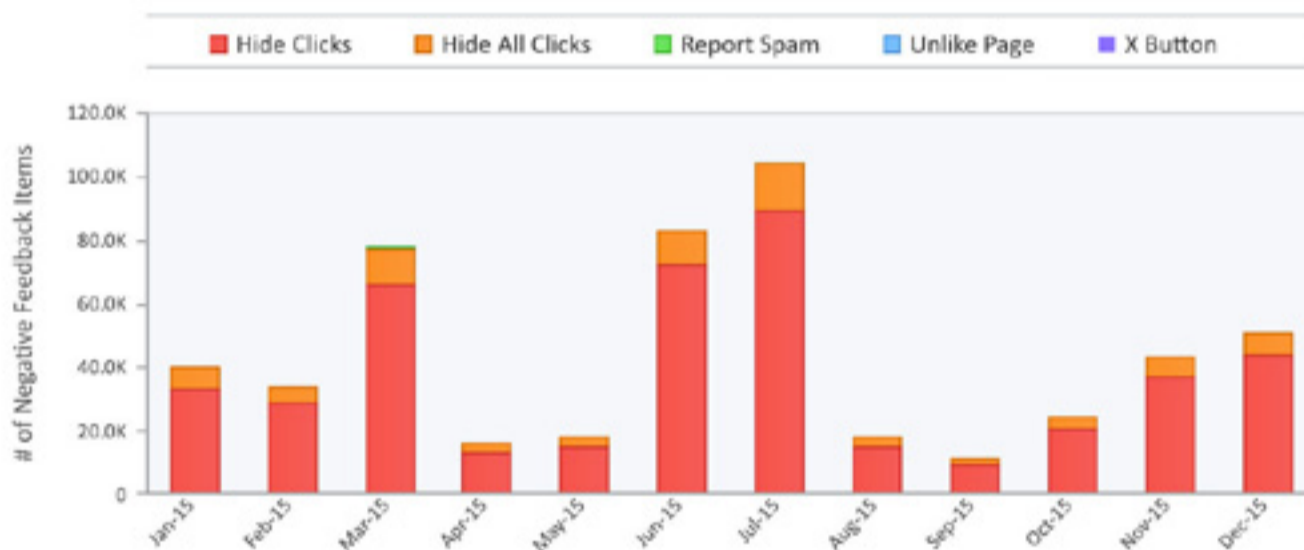 Hide Clicks Hide All Clicks Report Spam Unlike Page X Button
# of Negative Feedback Items
120.0K
100.0K
80.0K
60.0K
40.0K
20.0K
0
Jan-15 Feb-15 Mar-15 Apr-15 May-15 Jun-15 Jul-15 Aug-15 Sep-15 Oct-15 Nov-15 Dec-15